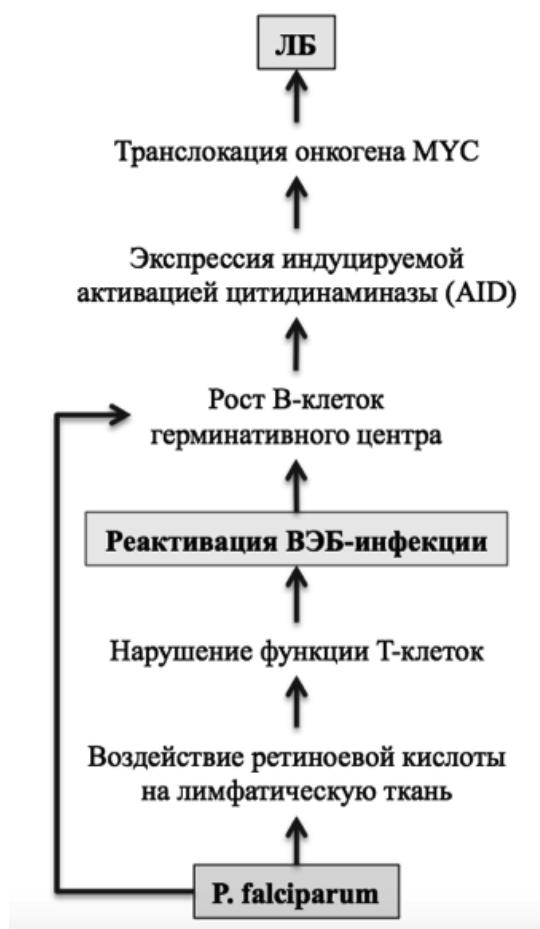 ЛБ
Транслокация онкогена MYC
Экспрессия индуцируемой
активацией цитидинаминазы (AID)
Рост В-клеток
герминативного центра
Реактивация ВЭБ-инфекции
Нарушение функции Т-клеток
Воздействие ретиноевой кислоты
на лимфатическую ткань
P. falciparum